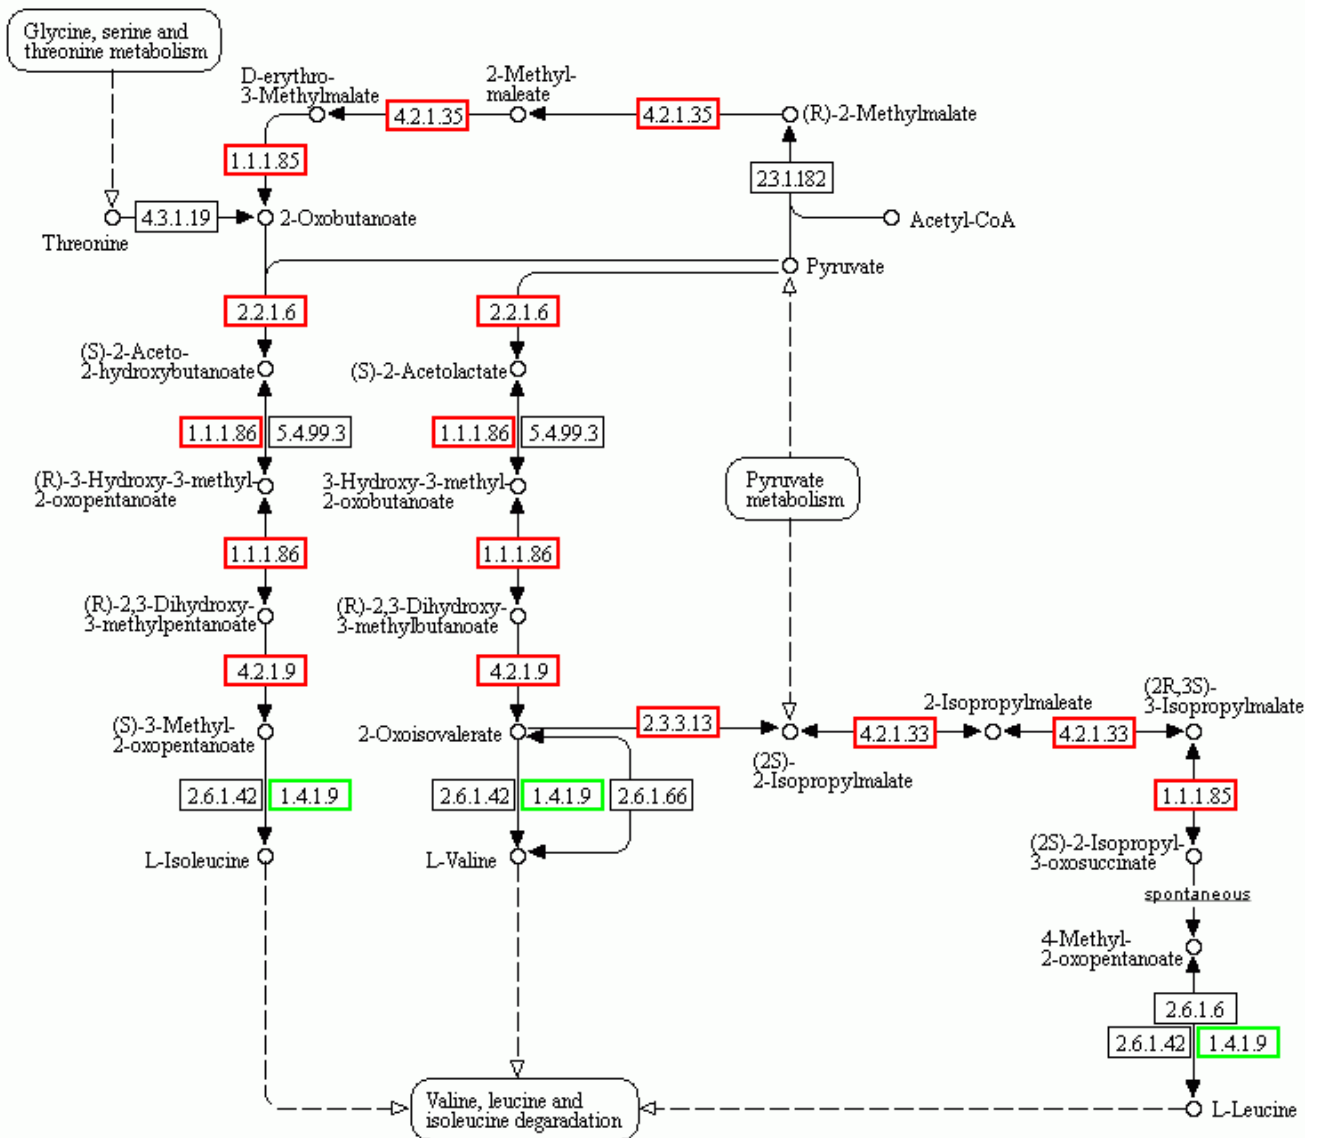 Glycine, serine and
threonine metabolism
D-erythro-
3-Methylmalate
2-Methyl-
maleate
4.2.1.35
4.2.1.35
(R)-2-Methylmalate
1.1.1.85
2.3.1.182
4.3.1.19
2-Oxobutanoate
Acetyl-CoA
Threonine
Pyruvate
2.2.1.6
2.2.1.6
(S)-2-Aceto-
2-hydroxybutanoate
(S)-2-Acetolactate
1.1.1.86
5.4.99.3
1.1.1.86
5.4.99.3
(R)-3-Hydroxy-3-methyl-
2-oxopentanoate
3-Hydroxy-3-methyl-
2-oxobutanoate
Pyruvate
metabolism
1.1.1.86
1.1.1.86
(R)-2,3-Dihydroxy-
3-methylpentanoate
(R)-2,3-Dihydroxy-
3-methylbutanoate
4.2.1.9
4.2.1.9
(S)-3-Methyl-
2-oxopentanoate
2-Oxoisovalerate
2.3.3.13
(2S)-
2-Isopropylmalate
4.2.1.33
2-Isopropylmaleate
4.2.1.33
(2R,3S)-
3-Isopropylmalate
2.6.1.42
1.4.1.9
2.6.1.42
1.4.1.9
2.6.1.66
1.1.1.85
L-Isoleucine
L-Valine
(2S)-2-Isopropyl-
3-oxosuccinate
spontaneous
4-Methyl-
2-oxopentanoate
2.6.1.6
2.6.1.42
1.4.1.9
Valine, leucine and
isoleucine degradation
L-Leucine